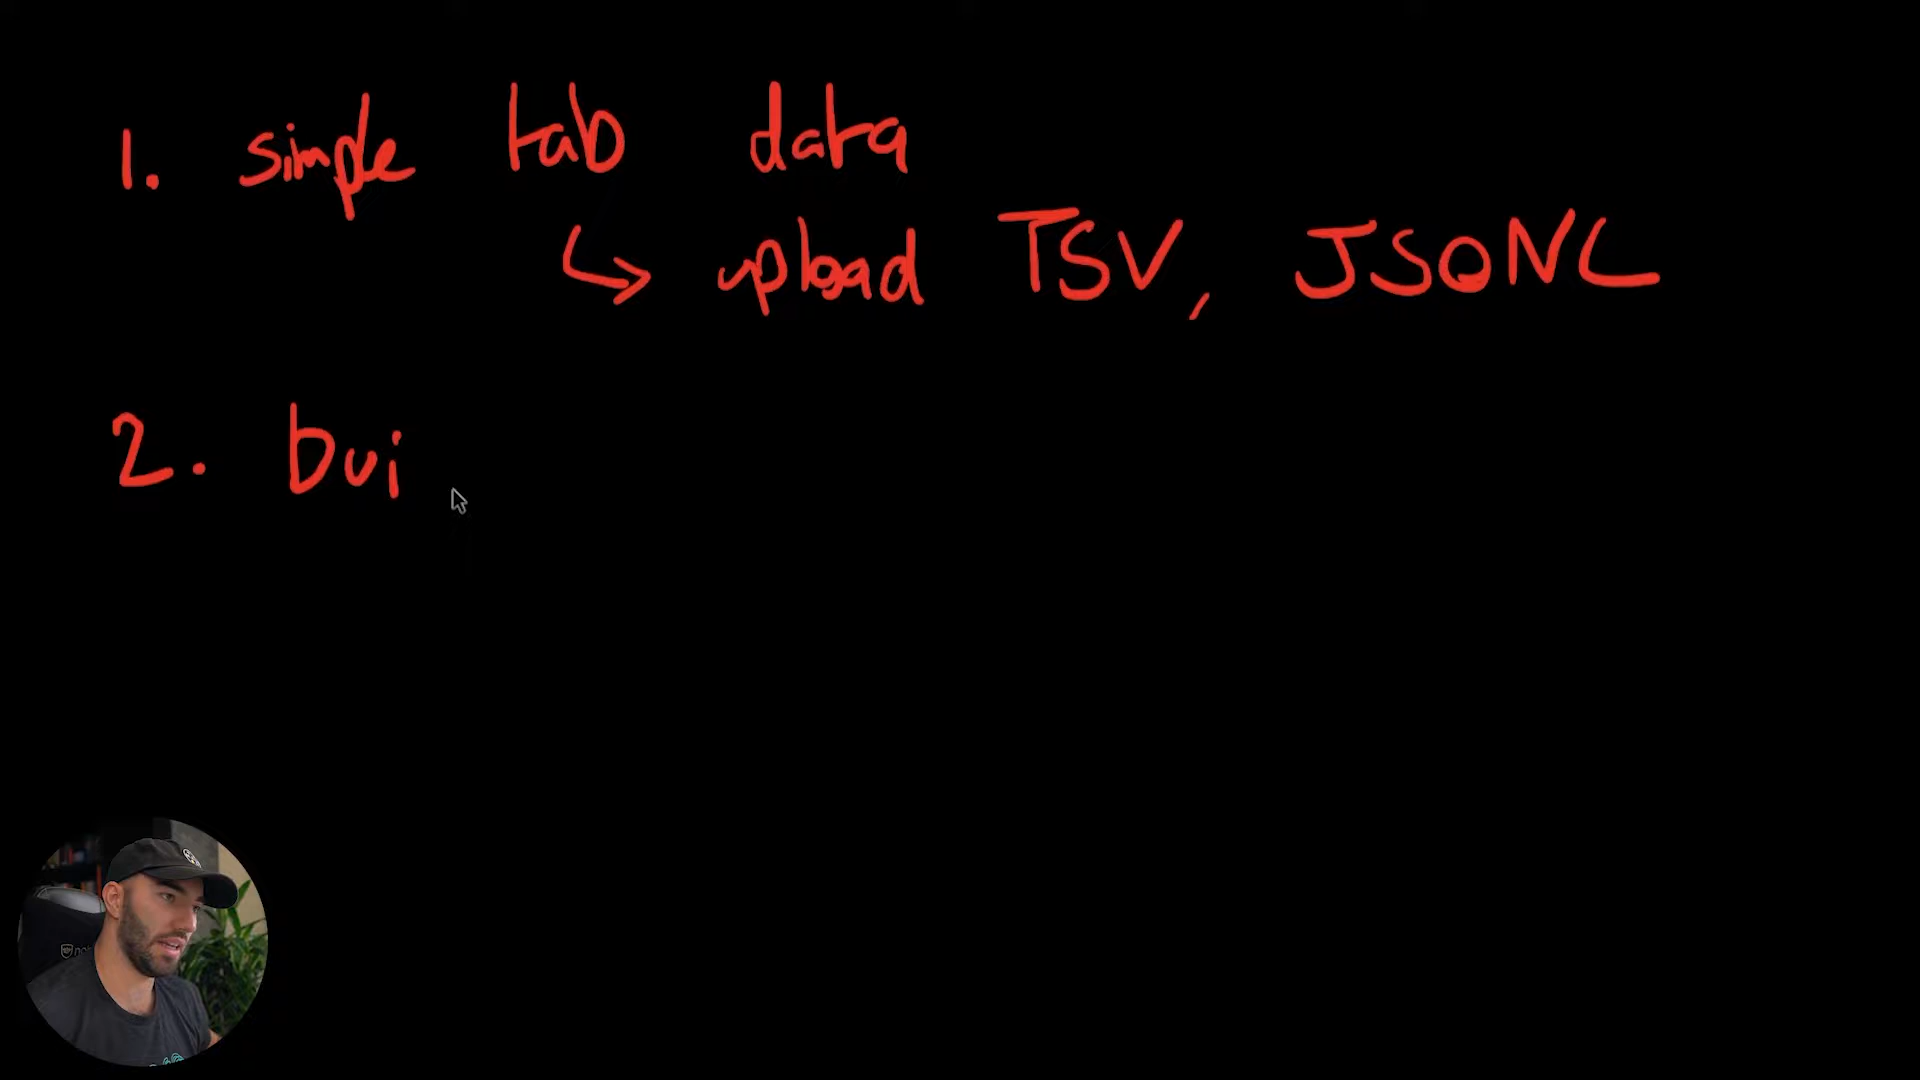 1. simple tab data
↳ upload TSV, JSONL
2. bui